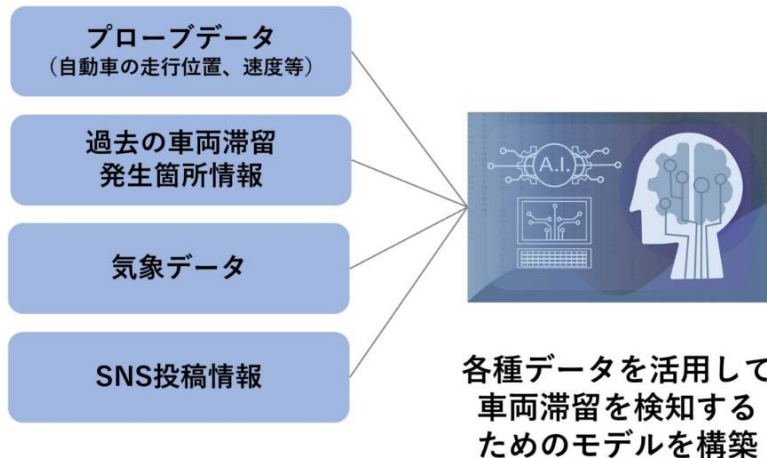 プローブデータ
（自動車の走行位置、速度等）
過去の車両滞留
発生箇所情報
気象データ
SNS投稿情報
A.I.
各種データを活用して
車両滞留を検知する
ためのモデルを構築